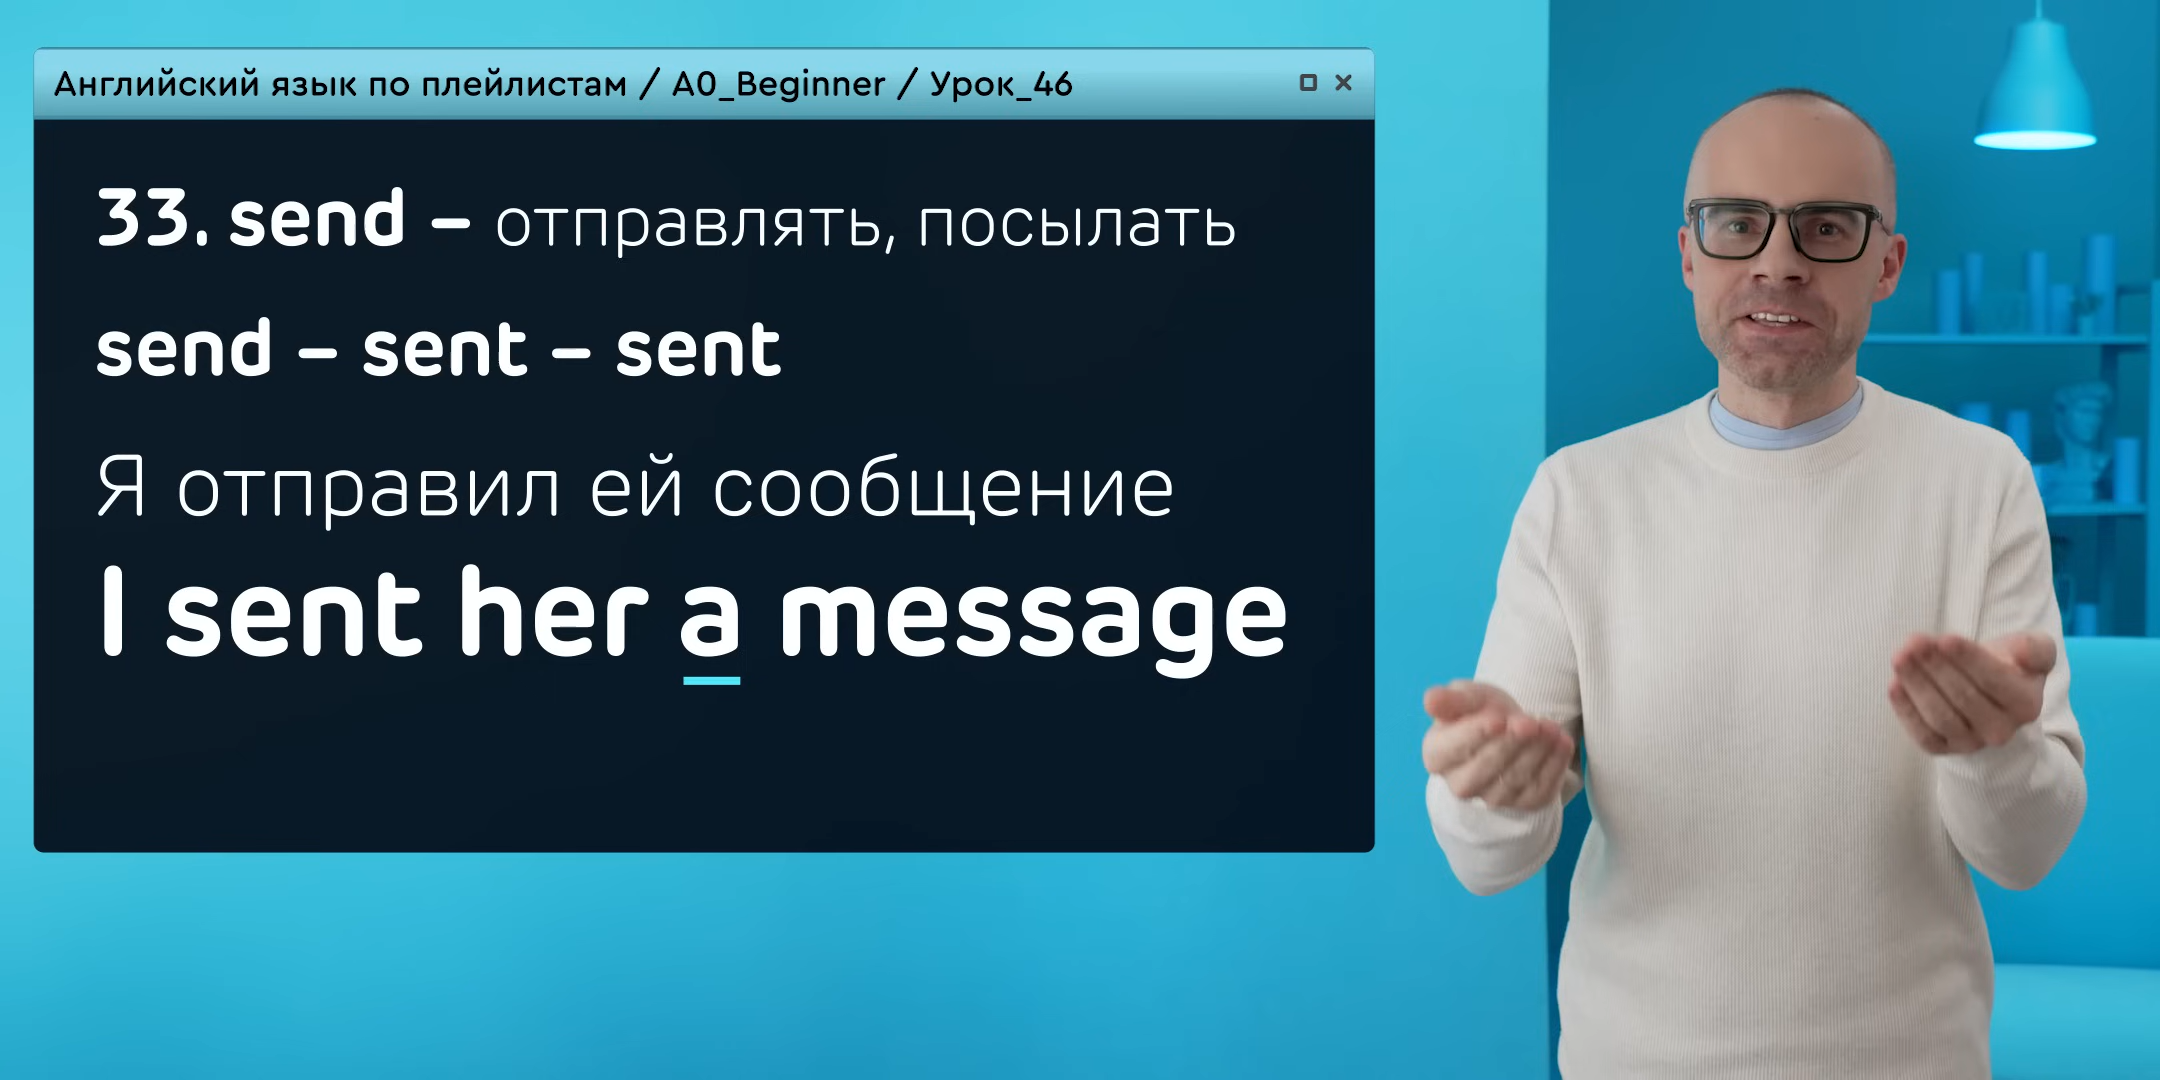 Английский язык по плейлистам / A0_Beginner / Урок_46
33. send – отправлять, посылать
send – sent – sent
Я отправил ей сообщение
I sent her a message